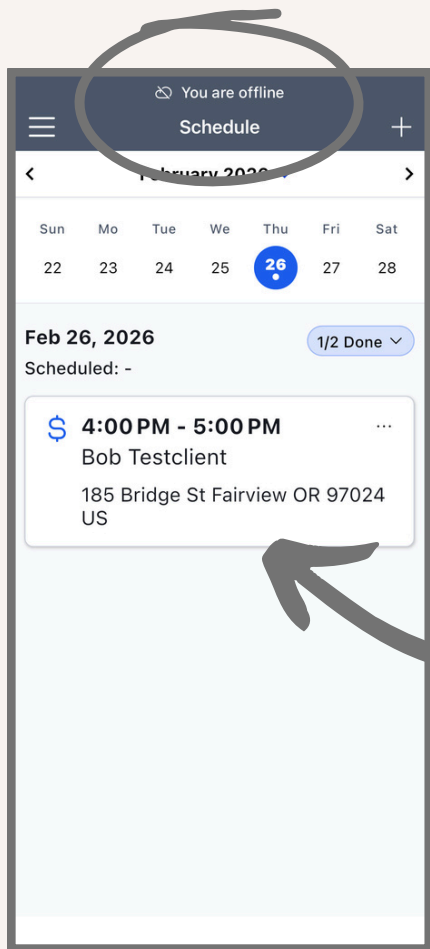 You are offline
Schedule
February 2026
Sun Mo Tue We Thu Fri Sat
22 23 24 25 26 27 28
Feb 26, 2026
1/2 Done
Scheduled: -
$ 4:00 PM - 5:00 PM ...
Bob Testclient
185 Bridge St Fairview OR 97024
US